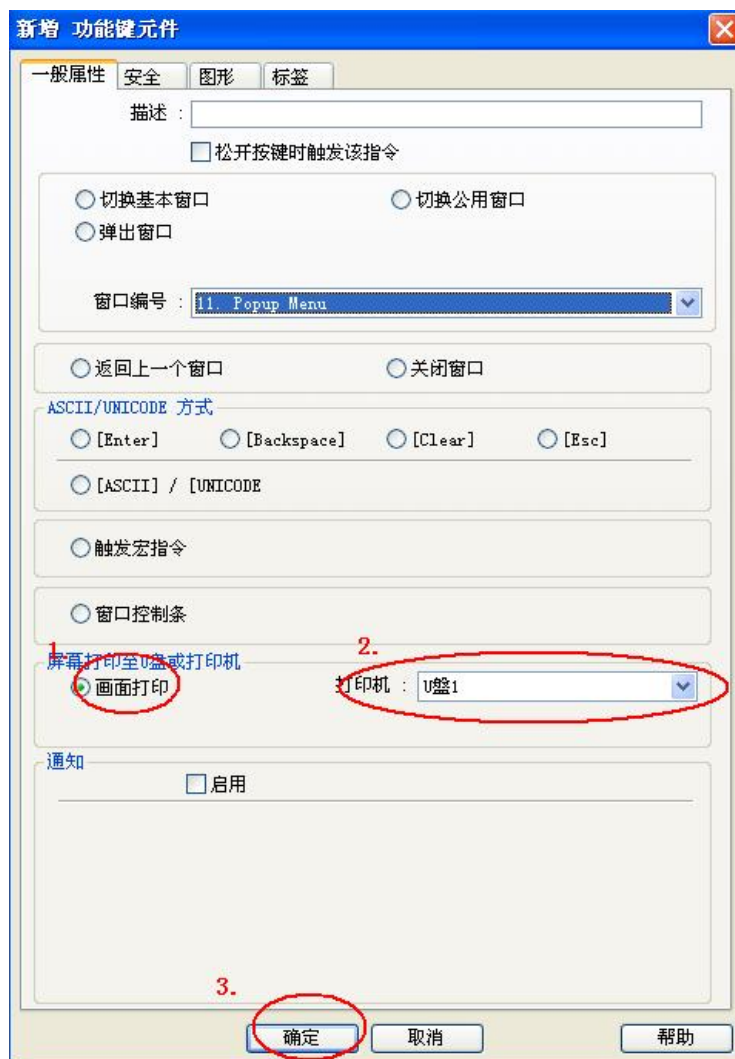 新增 功能键元件
一般属性 安全 图形 标签
描述 :
松开按键时触发该指令
切换基本窗口 切换公用窗口
弹出窗口
窗口编号 : 11. Popup Menu
返回上一个窗口 关闭窗口
ASCII/UNICODE 方式
[Enter] [Backspace] [Clear] [Esc]
[ASCII] / [UNICODE
触发宏指令
窗口控制条
1. 2.
屏幕打印至U盘或打印机
画面打印 打印机 : U盤1
通知
启用
3.
确定 取消 帮助